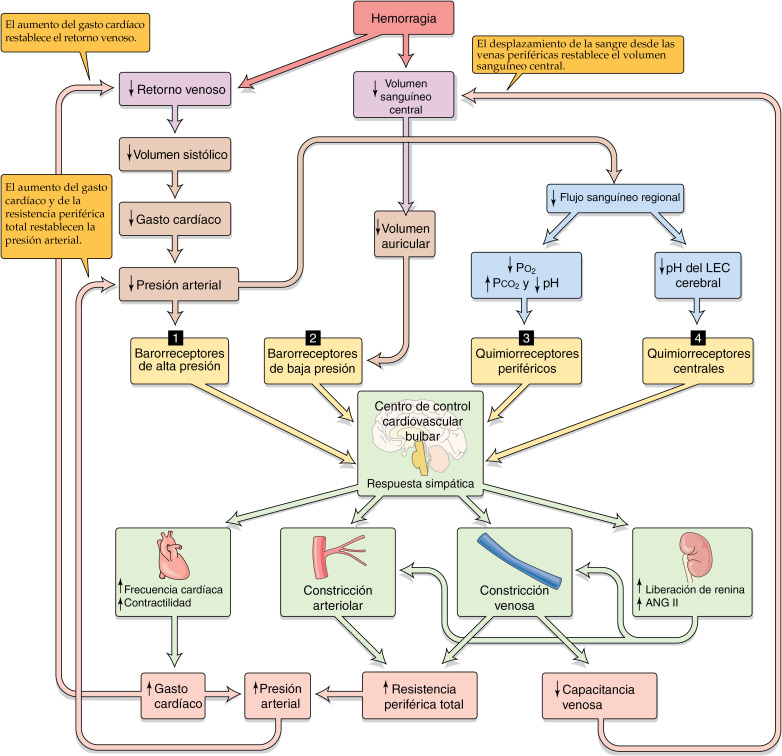 El aumento del gasto cardíaco
restablece el retorno venoso.
Hemorragia
El desplazamiento de la sangre desde las
venas periféricas restablece el volumen
sanguíneo central.
↓ Retorno venoso
↓ Volumen
sanguíneo
central
↓ Volumen sistólico
El aumento del gasto
cardíaco y de la
resistencia periférica
total restablecen la
presión arterial.
↓ Flujo sanguíneo regional
↓ Gasto cardíaco
↓ Volumen
auricular
↓ PO2
↑ PCO2 y ↓ pH
↓ pH del LEC
cerebral
↓ Presión arterial
1
Barorreceptores
de alta presión
2
Barorreceptores
de baja presión
3
Quimiorreceptores
periféricos
4
Quimiorreceptores
centrales
Centro de control
cardiovascular
bulbar
Respuesta simpática
↑ Frecuencia cardíaca
↑ Contractilidad
Constricción
arteriolar
Constricción
venosa
↑ Liberación de renina
↑ ANG II
↑ Gasto
cardíaco
↑ Presión
arterial
↑ Resistencia
periférica total
↓ Capacitancia
venosa